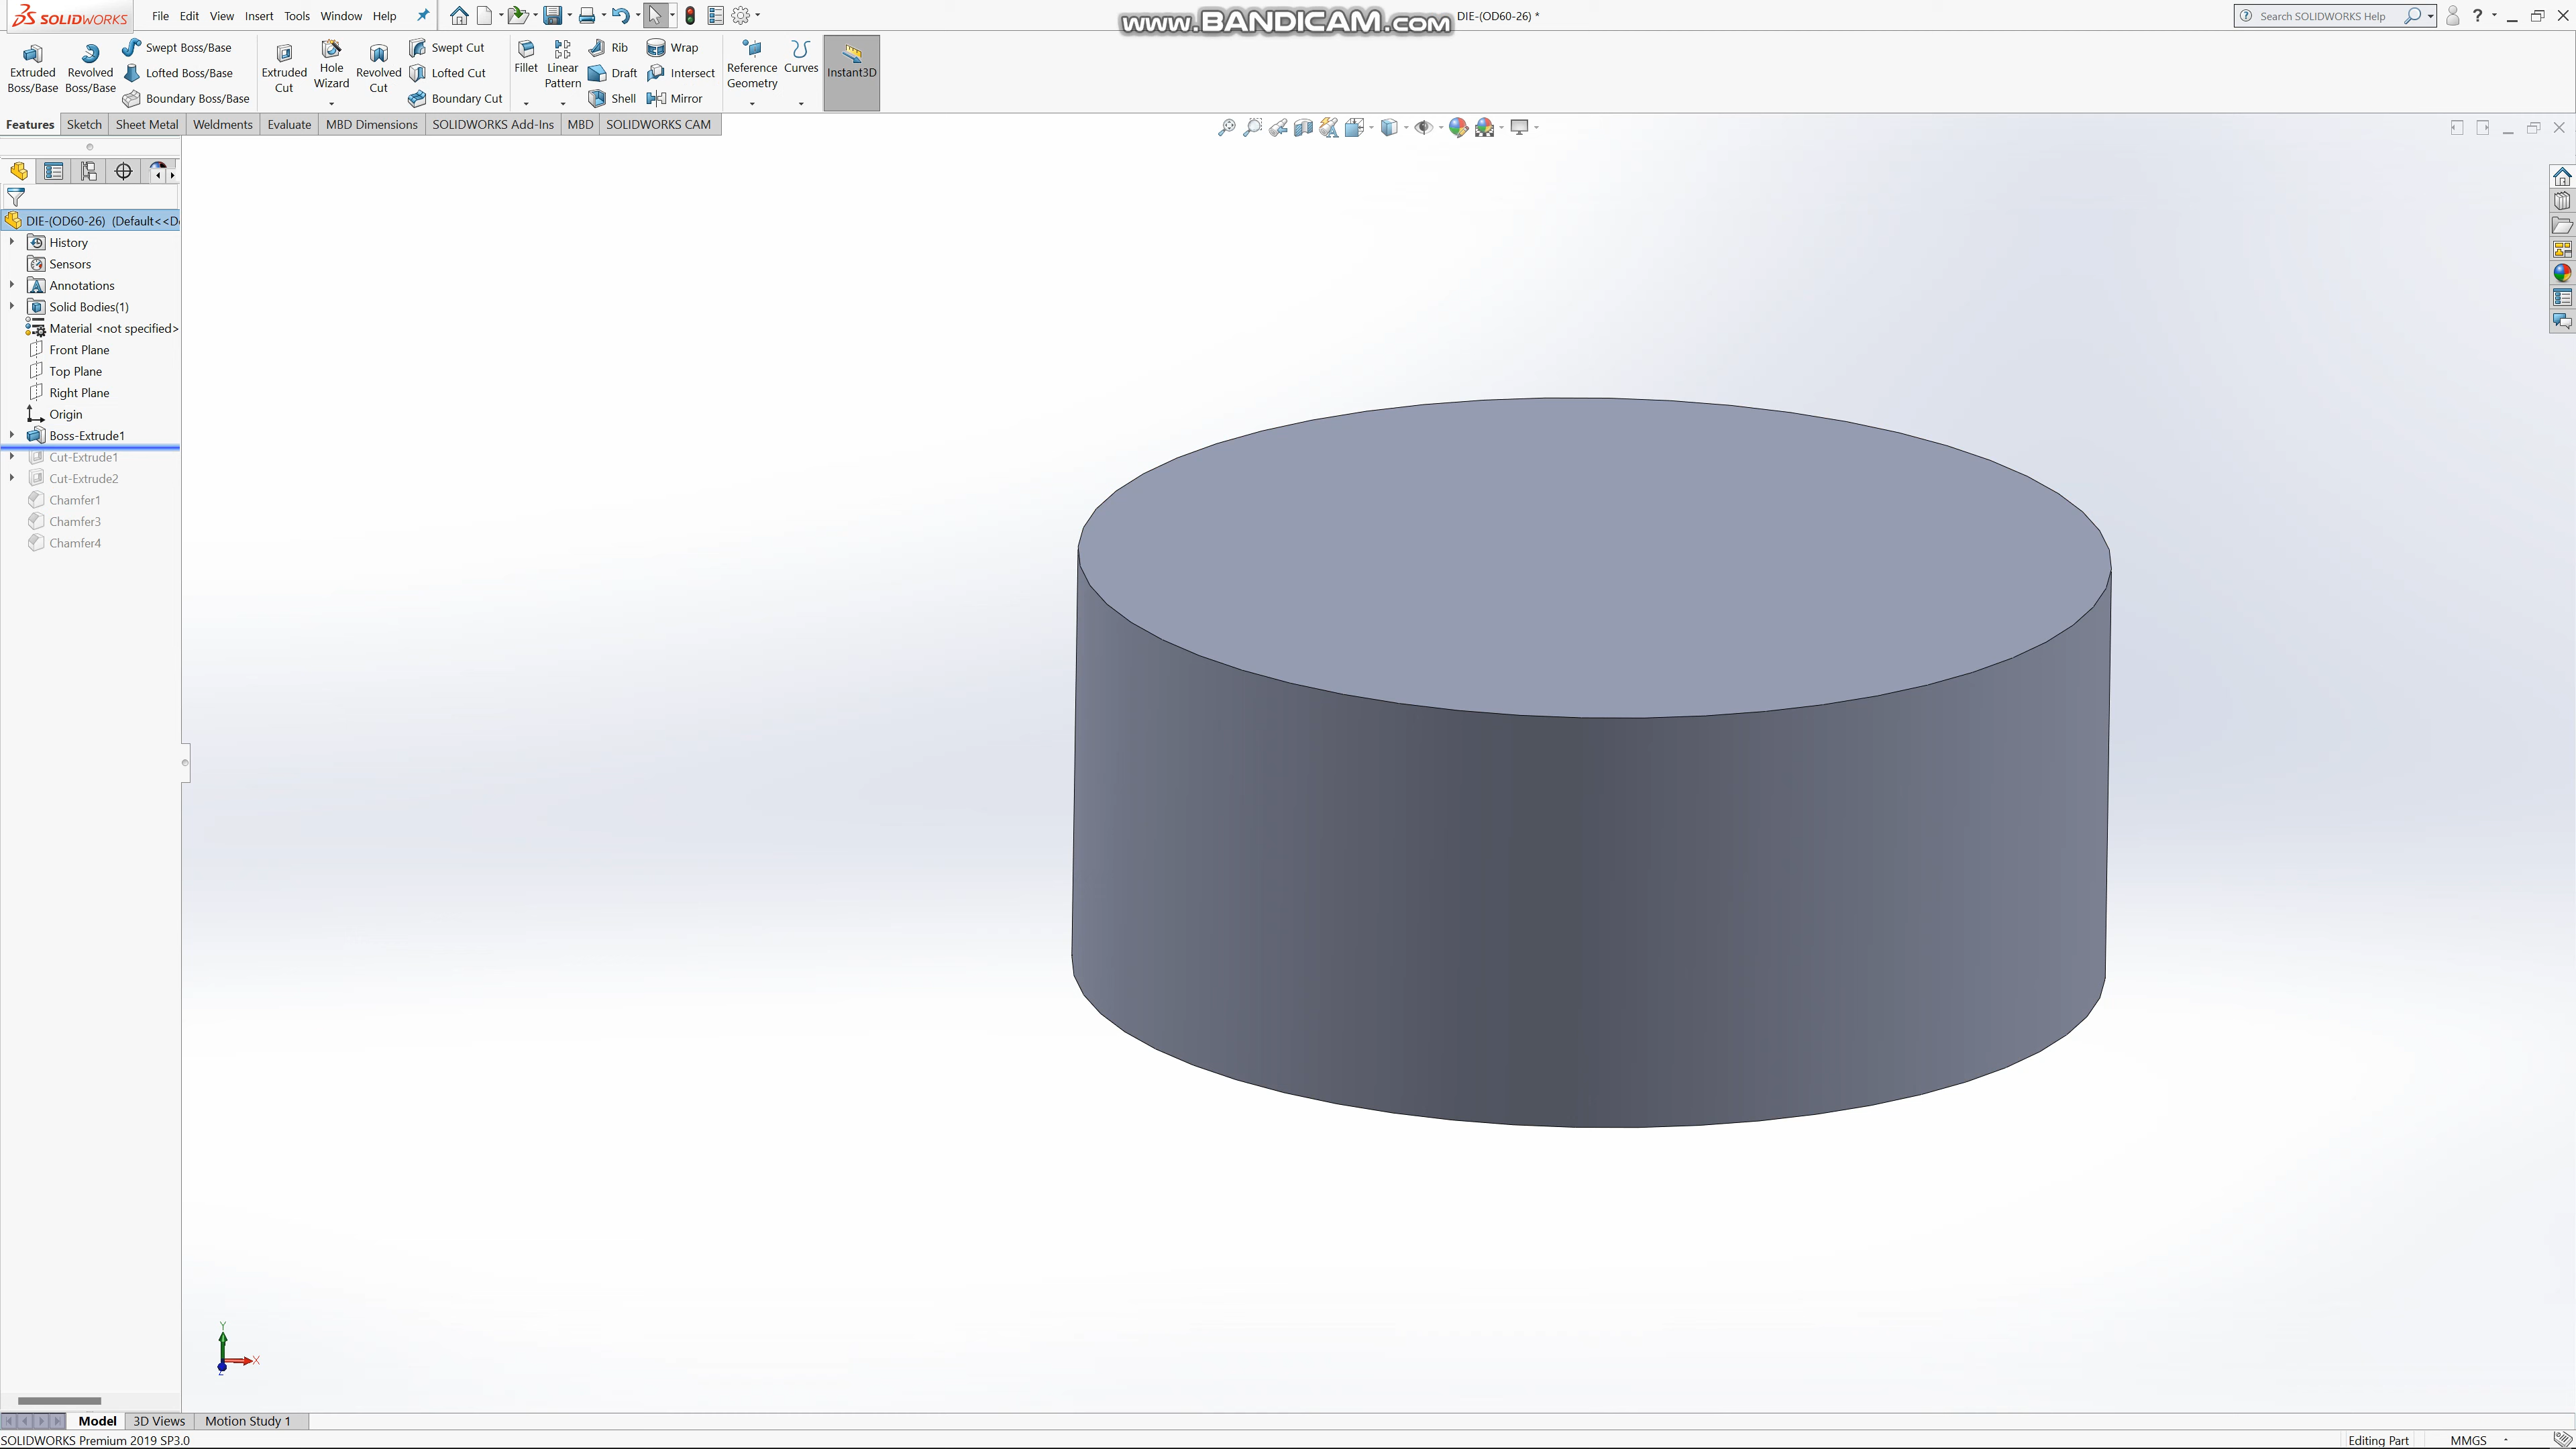 SOLIDWORKS File Edit View Insert Tools Window Help
www.BANDICAM.com
DIE-(OD60-26) *
Search SOLIDWORKS Help
?
Extruded Boss/Base
Revolved Boss/Base
Swept Boss/Base
Lofted Boss/Base
Boundary Boss/Base
Extruded Cut
Hole Wizard
Revolved Cut
Swept Cut
Lofted Cut
Boundary Cut
Fillet
Linear Pattern
Rib
Draft
Shell
Wrap
Intersect
Mirror
Reference Geometry
Curves
Instant3D
Features Sketch Sheet Metal Weldments Evaluate MBD Dimensions SOLIDWORKS Add-Ins MBD SOLIDWORKS CAM
DIE-(OD60-26) (Default<<D
History
Sensors
Annotations
Solid Bodies(1)
Material <not specified>
Front Plane
Top Plane
Right Plane
Origin
Boss-Extrude1
Cut-Extrude1
Cut-Extrude2
Chamfer1
Chamfer3
Chamfer4
Y
X
Z
Model 3D Views Motion Study 1
SOLIDWORKS Premium 2019 SP3.0
Editing Part MMGS